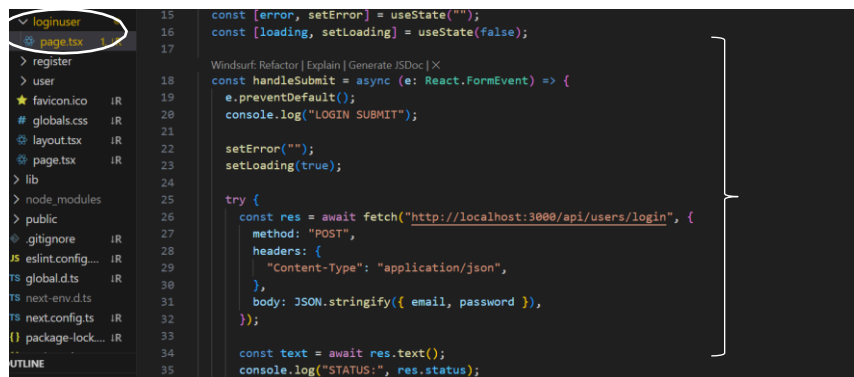 loginuser
page.tsx 1, ↓R
register
user
favicon.ico ↓R
globals.css ↓R
layout.tsx ↓R
page.tsx ↓R
lib
node_modules
public
.gitignore ↓R
JS eslint.config.... ↓R
TS global.d.ts ↓R
TS next-env.d.ts
TS next.config.ts ↓R
{} package-lock.... ↓R
OUTLINE
15 const [error, setError] = useState("");
16 const [loading, setLoading] = useState(false);
17
Windsurf: Refactor | Explain | Generate JSDoc | ✕
18 const handleSubmit = async (e: React.FormEvent) => {
19 e.preventDefault();
20 console.log("LOGIN SUBMIT");
21
22 setError("");
23 setLoading(true);
24
25 try {
26 const res = await fetch("http://localhost:3000/api/users/login", {
27 method: "POST",
28 headers: {
29 "Content-Type": "application/json",
30 },
31 body: JSON.stringify({ email, password }),
32 });
33
34 const text = await res.text();
35 console.log("STATUS:", res.status);